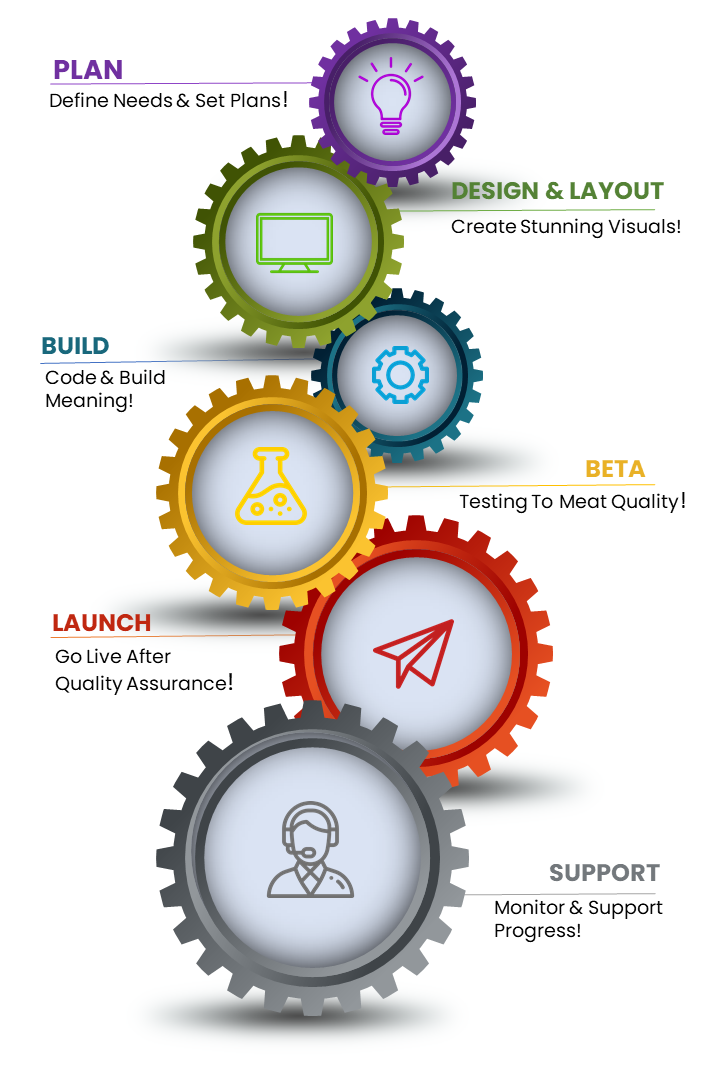 PLAN
Define Needs & Set Plans!
DESIGN & LAYOUT
Create Stunning Visuals!
BUILD
Code & Build
Meaning!
BETA
Testing To Meat Quality!
LAUNCH
Go Live After
Quality Assurance!
SUPPORT
Monitor & Support
Progress!